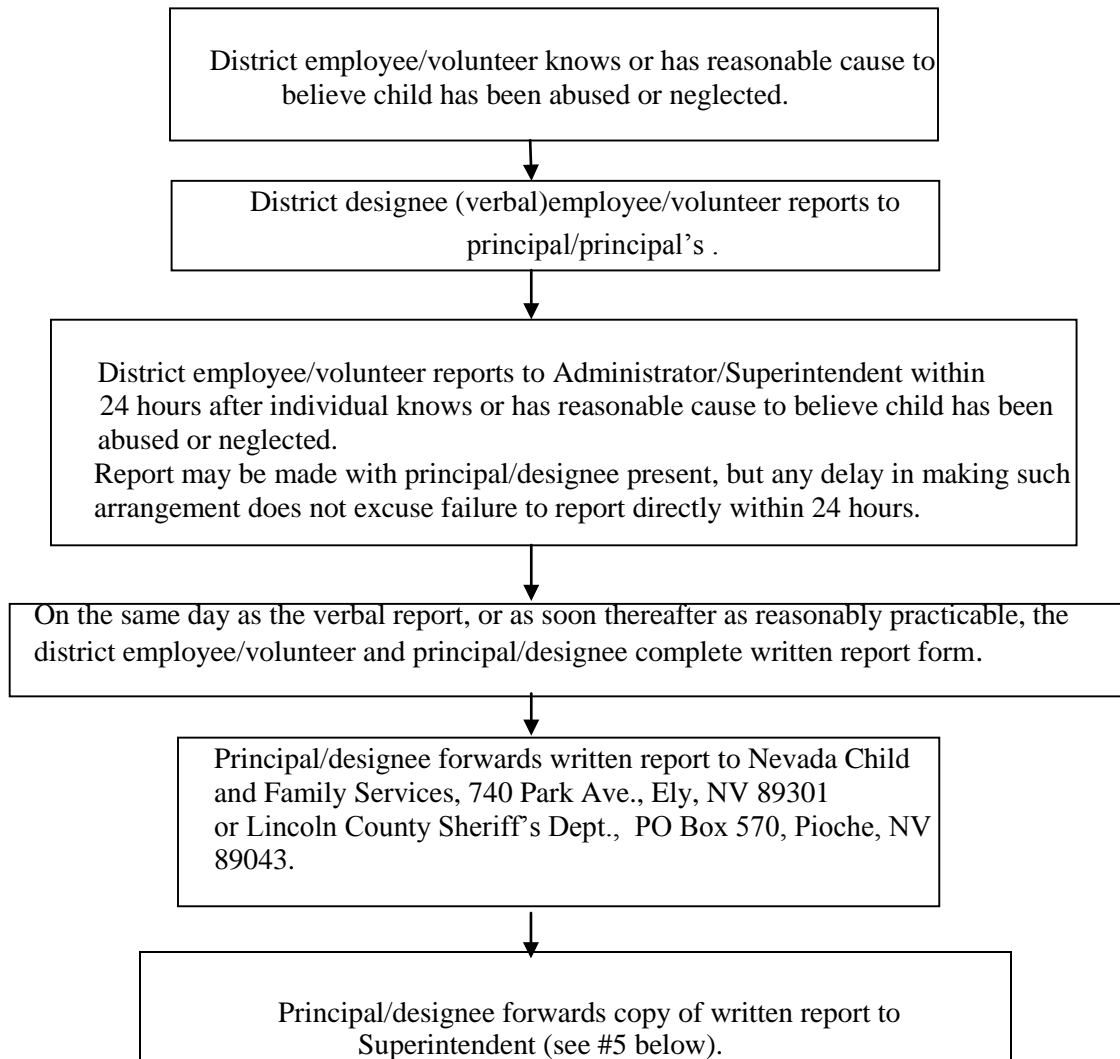 District employee/volunteer knows or has reasonable cause to
believe child has been abused or neglected.
District designee (verbal)employee/volunteer reports to
principal/principal’s .
District employee/volunteer reports to Administrator/Superintendent within
24 hours after individual knows or has reasonable cause to believe child has been
abused or neglected.
Report may be made with principal/designee present, but any delay in making such
arrangement does not excuse failure to report directly within 24 hours.
On the same day as the verbal report, or as soon thereafter as reasonably practicable, the
district employee/volunteer and principal/designee complete written report form.
Principal/designee forwards written report to Nevada Child
and Family Services, 740 Park Ave., Ely, NV 89301
or Lincoln County Sheriff’s Dept., PO Box 570, Pioche, NV
89043.
Principal/designee forwards copy of written report to
Superintendent (see #5 below).